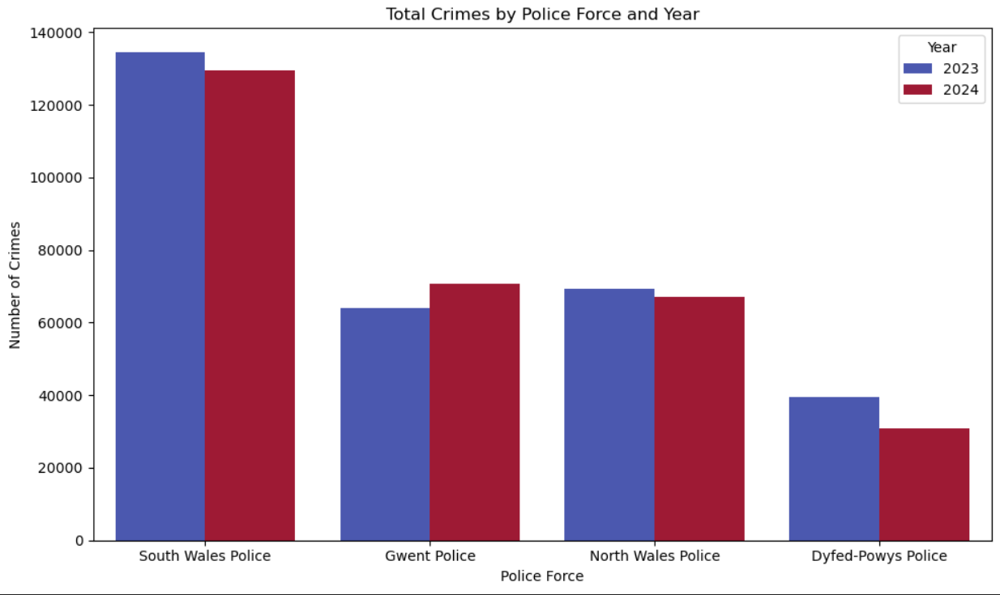 Total Crimes by Police Force and Year
140000
120000
100000
80000
60000
40000
20000
0
Number of Crimes
Year
2023
2024
South Wales Police
Gwent Police
North Wales Police
Dyfed-Powys Police
Police Force